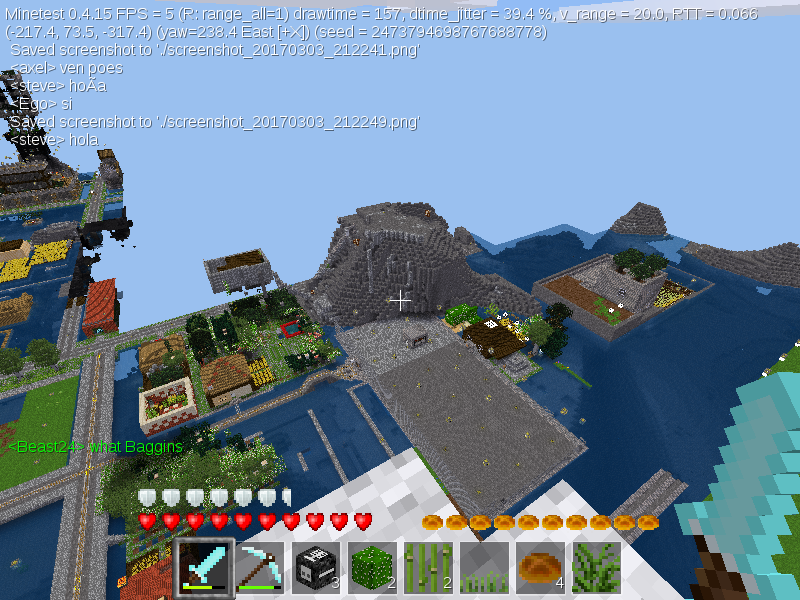 Minetest 0.4.15 FPS = 5 (R: range_all=1) drawtime = 157, dtime_jitter = 39.4 %, v_range = 20.0, RTT = 0.066
(-217.4, 73.5, -317.4) (yaw=238.4 East [+X]) (seed = 2473794698767688778)
Saved screenshot to './screenshot_20170303_212241.png'
<axel> ven poes
<steve> hoÃa
<Ego> si
Saved screenshot to './screenshot_20170303_212249.png'
<steve> hola
<Beast24> what Baggins
3
2
2
4